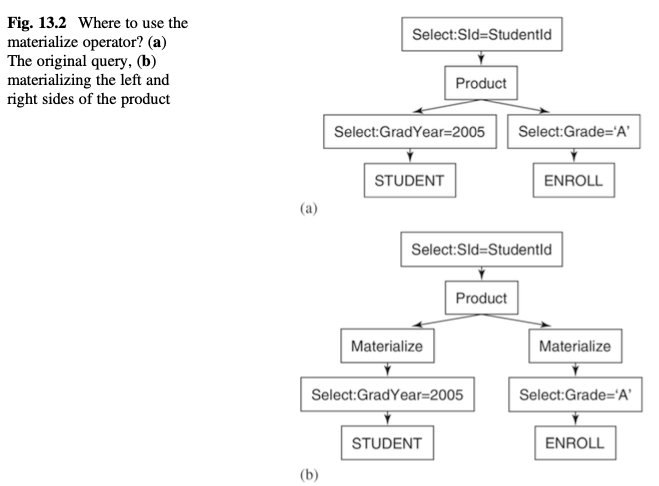 Fig. 13.2 Where to use the
materialize operator? (a)
The original query, (b)
materializing the left and
right sides of the product
Select:SId=StudentId
Product
Select:GradYear=2005 Select:Grade=‘A’
STUDENT ENROLL
(a)
Select:SId=StudentId
Product
Materialize Materialize
Select:GradYear=2005 Select:Grade=‘A’
STUDENT ENROLL
(b)